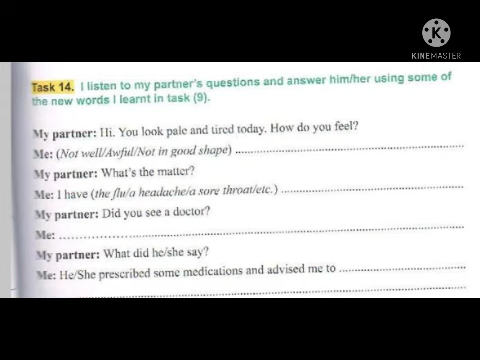 KINEMASTER
Task 14. I listen to my partner's questions and answer him/her using some of
the new words I learnt in task (9).
My partner: Hi. You look pale and tired today. How do you feel?
Me: (Not well/Awful/Not in good shape) ........................................
My partner: What's the matter?
Me: I have (the flu/a headache/a sore throat/etc.) ........................................
My partner: Did you see a doctor?
Me: ................................................................................
My partner: What did he/she say?
Me: He/She prescribed some medications and advised me to ..............................
................................................................................